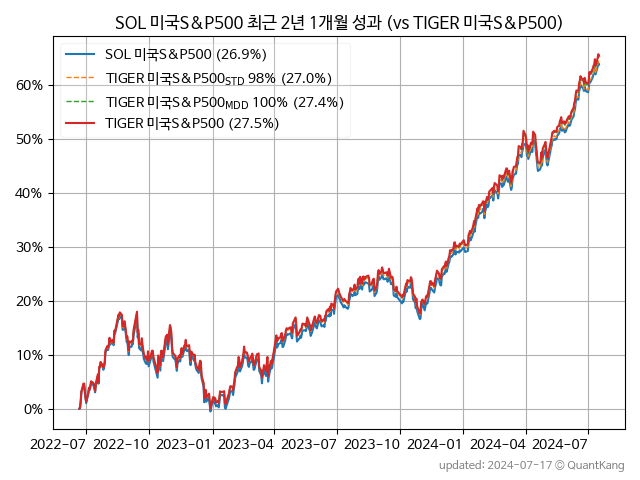 SOL 미국S&P500 최근 2년 1개월 성과 (vs TIGER 미국S&P500)
SOL 미국S&P500 (26.9%)
TIGER 미국S&P500STD 98% (27.0%)
TIGER 미국S&P500MDD 100% (27.4%)
TIGER 미국S&P500 (27.5%)
60%
50%
40%
30%
20%
10%
0%
2022-07 2022-10 2023-01 2023-04 2023-07 2023-10 2024-01 2024-04 2024-07
updated: 2024-07-17 © QuantKang